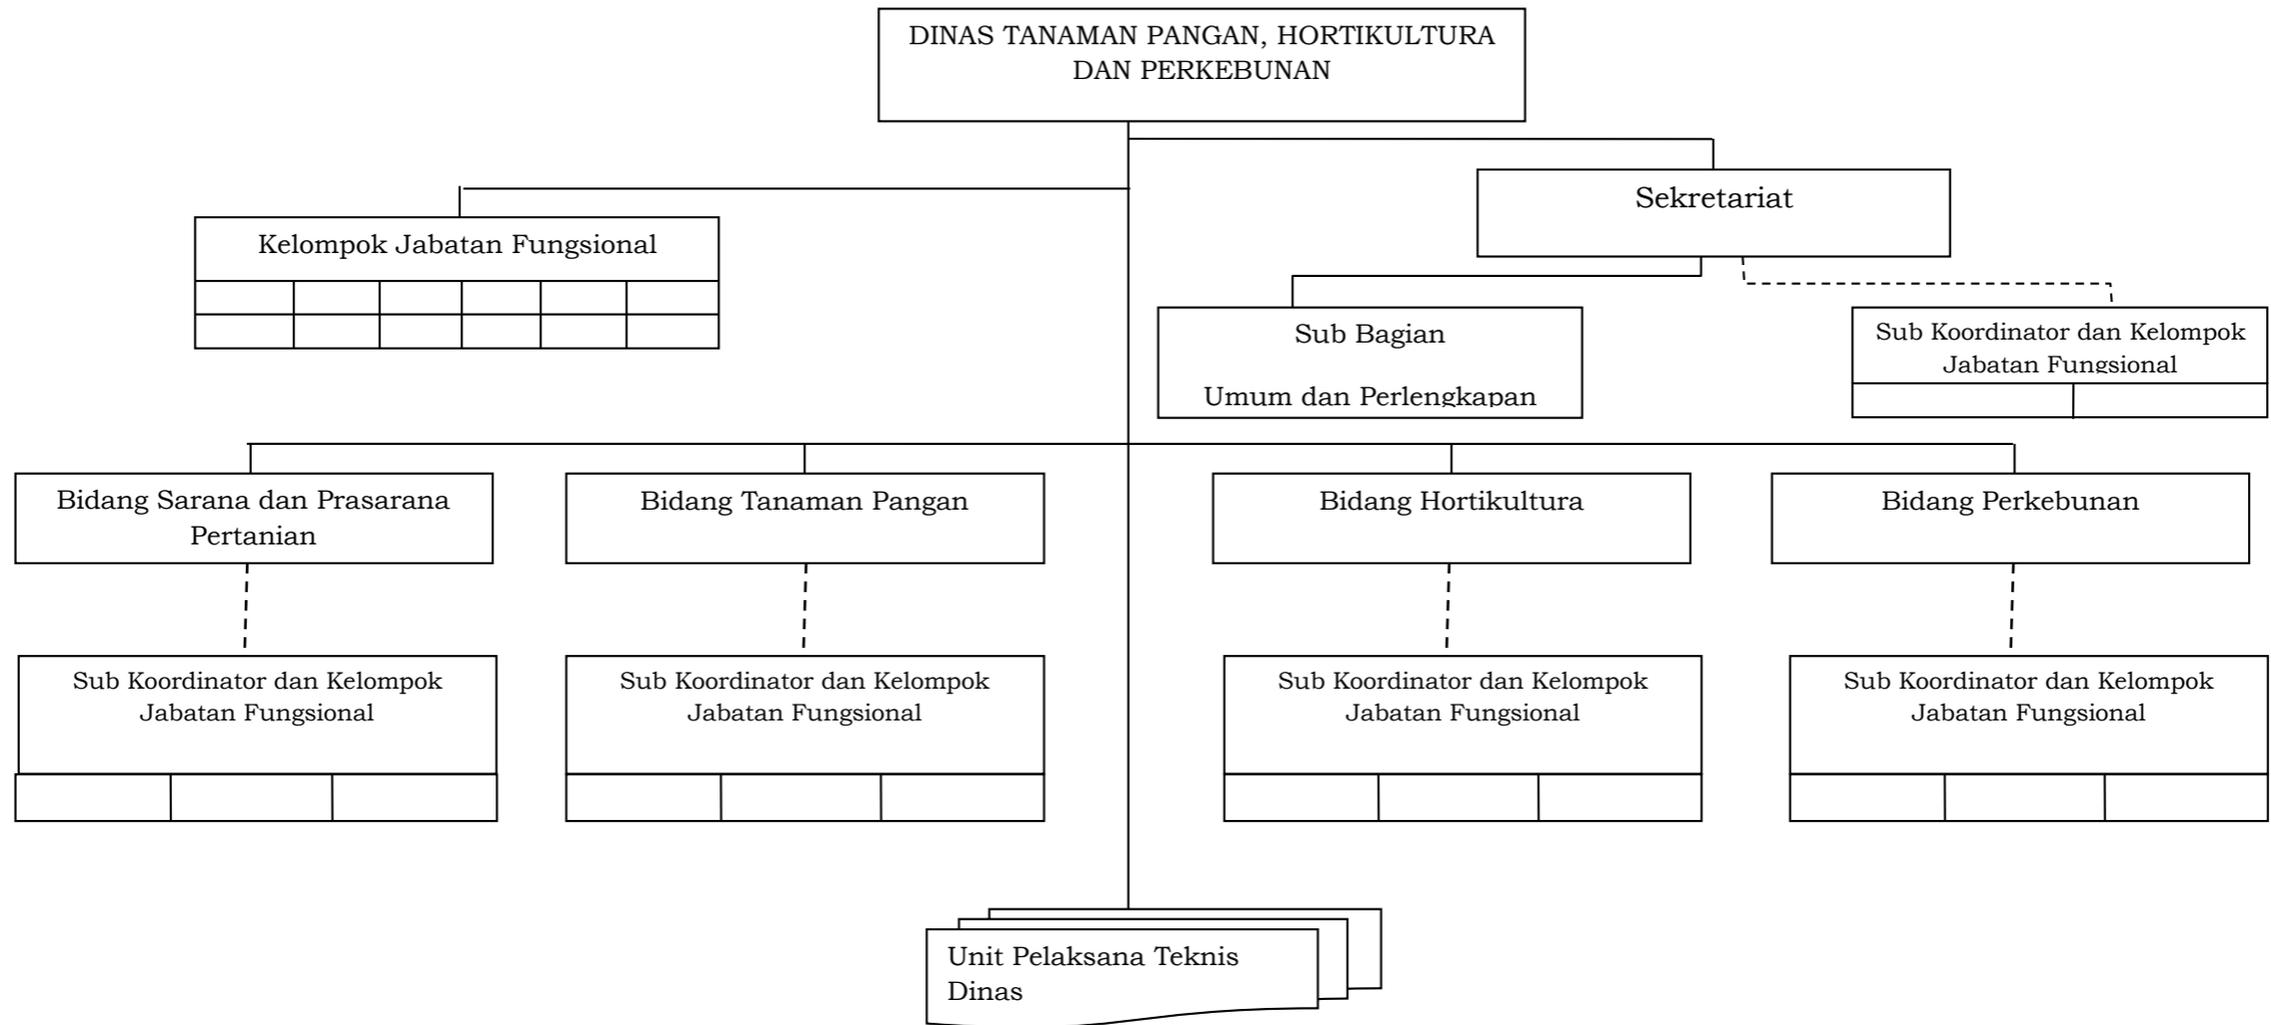 DINAS TANAMAN PANGAN, HORTIKULTURA
DAN PERKEBUNAN
Sekretariat
Kelompok Jabatan Fungsional
Sub Bagian
Umum dan Perlengkapan
Sub Koordinator dan Kelompok
Jabatan Fungsional
Bidang Sarana dan Prasarana
Pertanian
Bidang Tanaman Pangan
Bidang Hortikultura
Bidang Perkebunan
Sub Koordinator dan Kelompok
Jabatan Fungsional
Sub Koordinator dan Kelompok
Jabatan Fungsional
Sub Koordinator dan Kelompok
Jabatan Fungsional
Sub Koordinator dan Kelompok
Jabatan Fungsional
Unit Pelaksana Teknis
Dinas